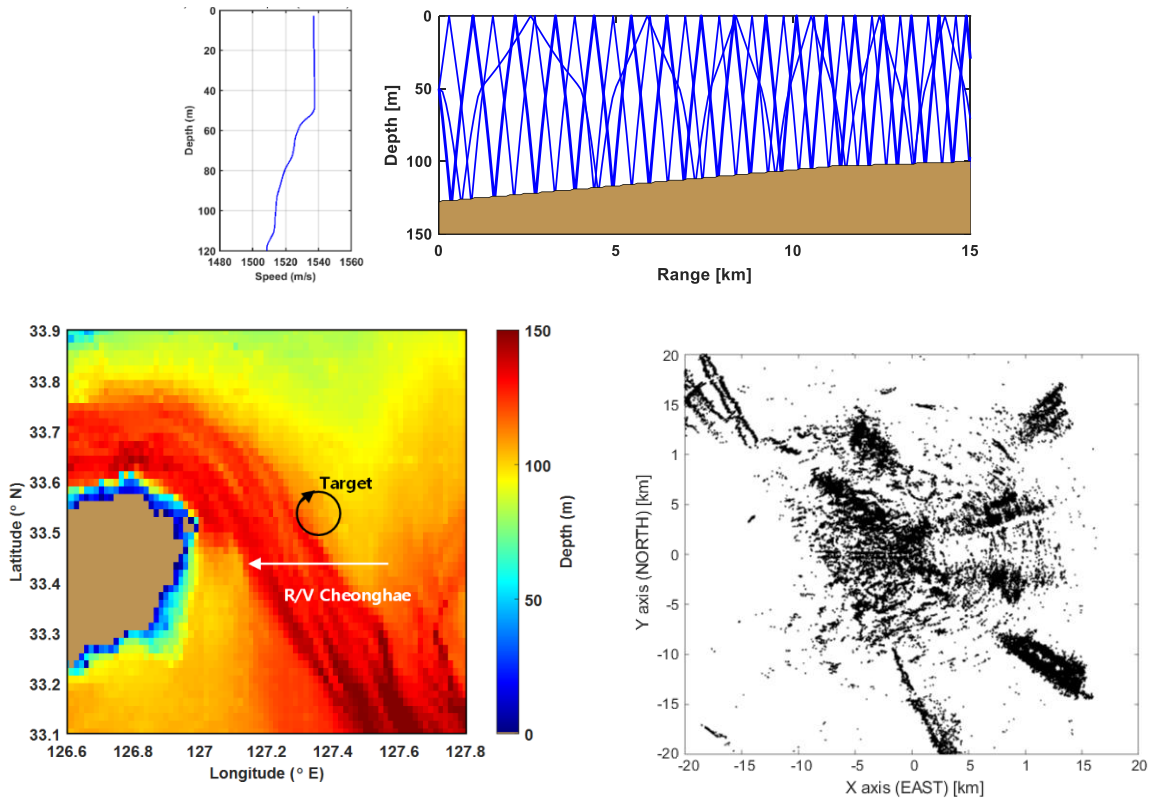 0
20
40
60
80
100
120
Depth (m)
1480 1500 1520 1540 1560
Speed (m/s)
0
50
100
150
Depth [m]
0 5 10 15
Range [km]
33.9
33.8
33.7
33.6
33.5
33.4
33.3
33.2
33.1
Latitude (° N)
126.6 126.8 127 127.2 127.4 127.6 127.8
Longitude (° E)
Target
R/V Cheonghae
150
100
50
0
Depth (m)
20
15
1
5
0
-5
-10
-15
-20
Y axis (NORTH) [km]
-20 -15 -10 -5 0 5 10 15 20
X axis (EAST) [km]